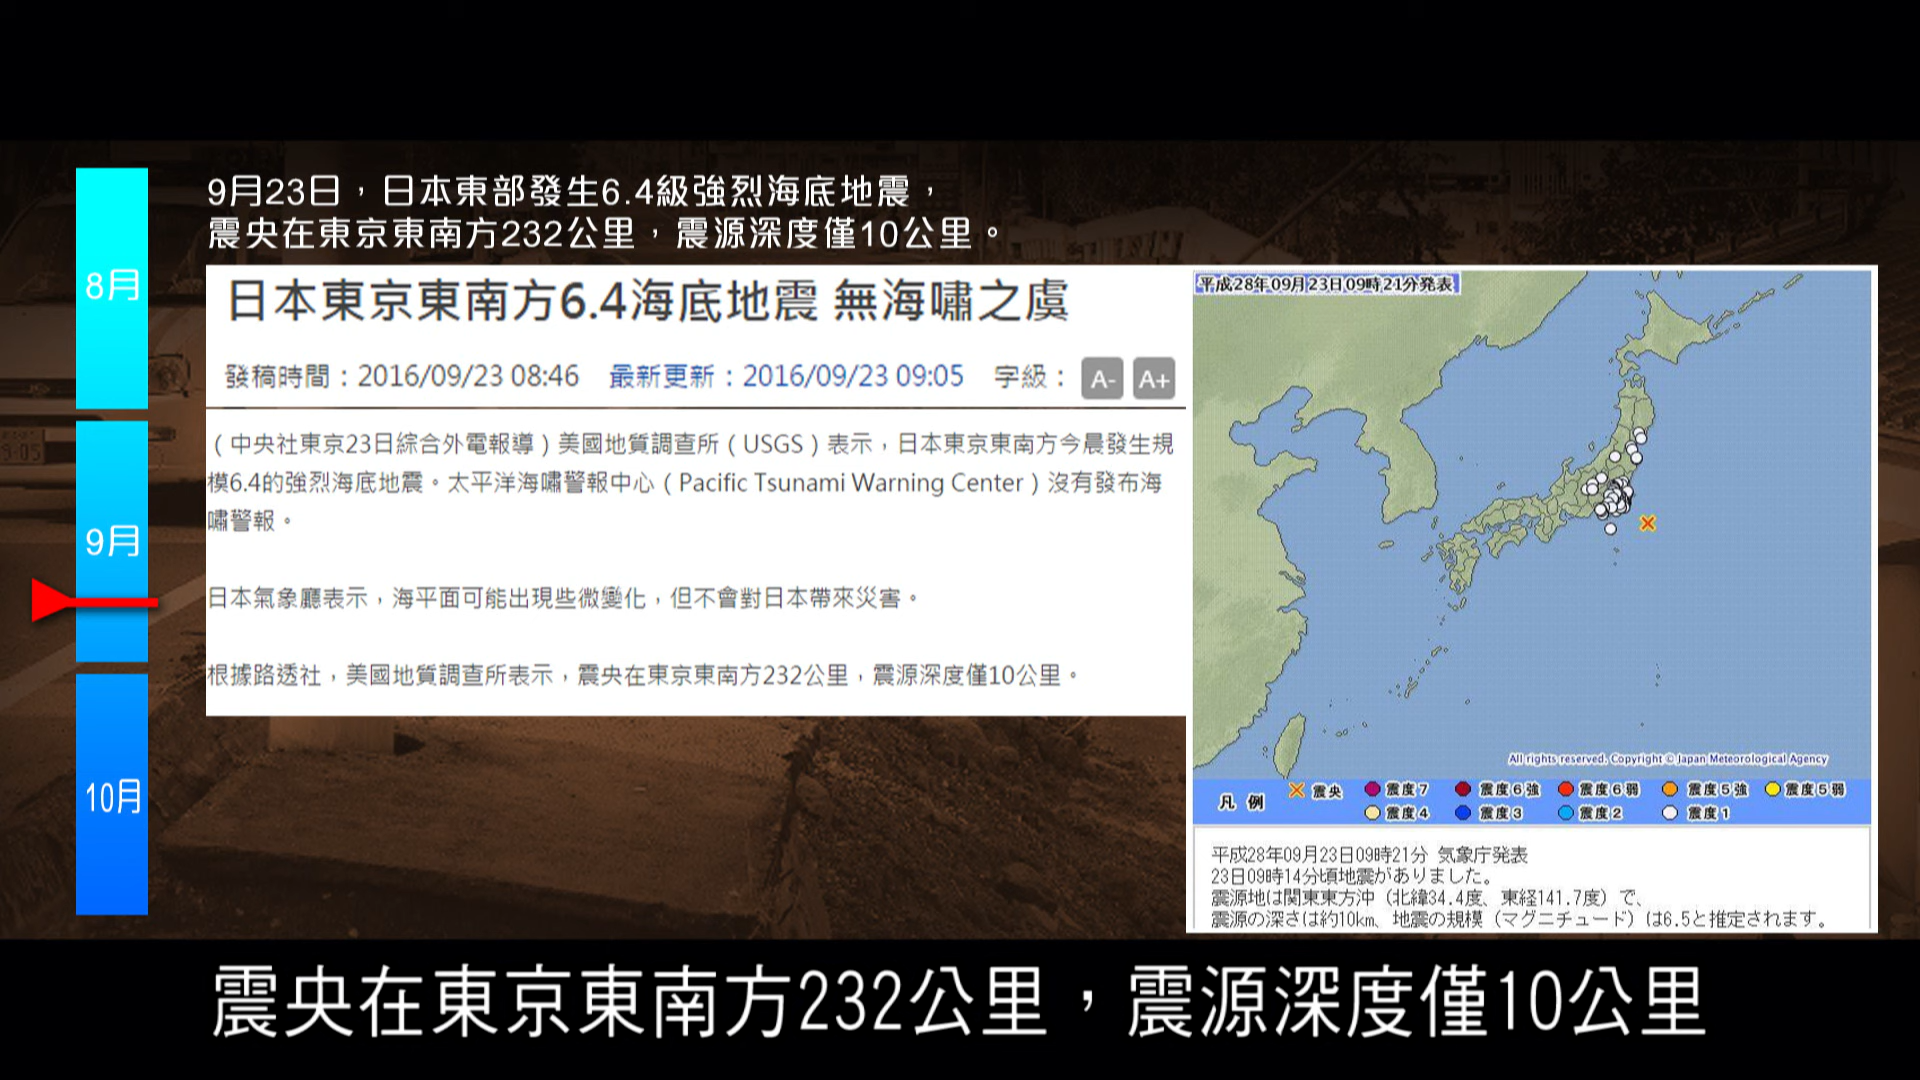 9月23日，日本東部發生6.4級強烈海底地震，
震央在東京東南方232公里，震源深度僅10公里。
8月
9月
10月
日本東京東南方6.4海底地震 無海嘯之虞
發稿時間：2016/09/23 08:46 最新更新：2016/09/23 09:05 字級： A- A+
（中央社東京23日綜合外電報導）美國地質調查所（USGS）表示，日本東京東南方今晨發生規
模6.4的強烈海底地震。太平洋海嘯警報中心（Pacific Tsunami Warning Center）沒有發布海
嘯警報。
日本氣象廳表示，海平面可能出現些微變化，但不會對日本帶來災害。
根據路透社，美國地質調查所表示，震央在東京東南方232公里，震源深度僅10公里。
平成28年09月23日09時21分発表
All rights reserved. Copyright © Japan Meteorological Agency
凡 例 震央 震度7 震度6強 震度6弱 震度5強 震度5弱
震度4 震度3 震度2 震度1
平成28年09月23日09時21分 気象庁発表
23日09時14分頃地震がありました。
震源地は関東東方沖（北緯34.4度、東経141.7度）で、
震源の深さは約10km、地震の規模（マグニチュード）は6.5と推定されます。
震央在東京東南方232公里，震源深度僅10公里